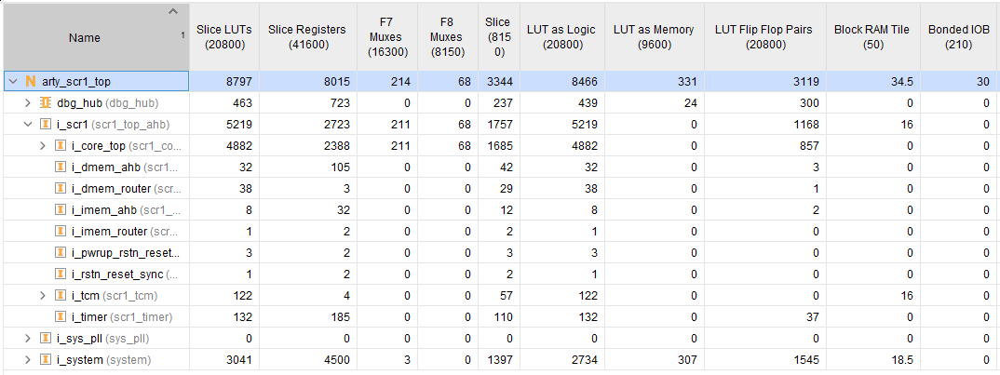 Name 1 Slice LUTs (20800) Slice Registers (41600) F7 Muxes (16300) F8 Muxes (8150) Slice (815 0) LUT as Logic (20800) LUT as Memory (9600) LUT Flip Flop Pairs (20800) Block RAM Tile (50) Bonded IOB (210)
N arty_scr1_top 8797 8015 214 68 3344 8466 331 3119 34.5 30
dbg_hub (dbg_hub) 463 723 0 0 237 439 24 300 0 0
i_scr1 (scr1_top_ahb) 5219 2723 211 68 1757 5219 0 1168 16 0
i_core_top (scr1_co... 4882 2388 211 68 1685 4882 0 857 0 0
i_dmem_ahb (scr1... 32 105 0 0 42 32 0 3 0 0
i_dmem_router (scr... 38 3 0 0 29 38 0 1 0 0
i_imem_ahb (scr1... 8 32 0 0 12 8 0 2 0 0
i_imem_router (scr... 1 2 0 0 2 1 0 0 0 0
i_pwrup_rstn_reset... 3 2 0 0 3 3 0 0 0 0
i_rstn_reset_sync (... 1 2 0 0 2 1 0 0 0 0
i_tcm (scr1_tcm) 122 4 0 0 57 122 0 0 16 0
i_timer (scr1_timer) 132 185 0 0 110 132 0 37 0 0
i_sys_pll (sys_pll) 0 0 0 0 0 0 0 0 0 0
i_system (system) 3041 4500 3 0 1397 2734 307 1545 18.5 0